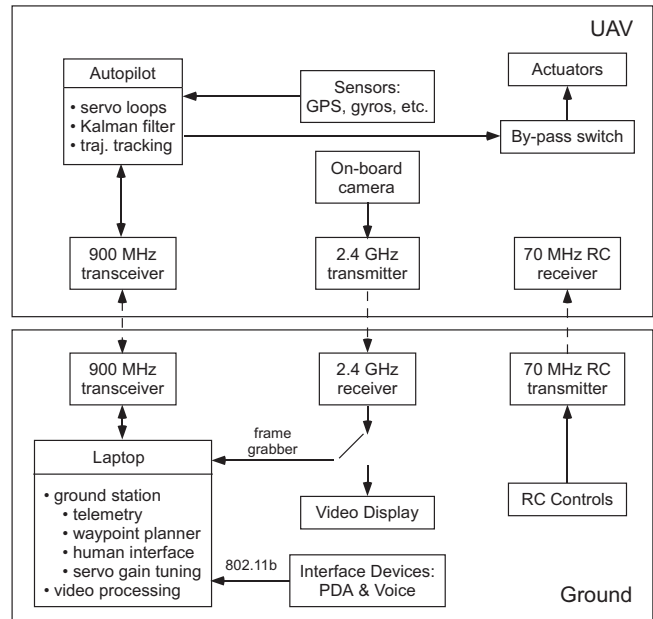 UAV
Autopilot
• servo loops
• Kalman filter
• traj. tracking
Sensors:
GPS, gyros, etc.
Actuators
By-pass switch
On-board
camera
900 MHz
transceiver
2.4 GHz
transmitter
70 MHz RC
receiver
900 MHz
transceiver
2.4 GHz
receiver
70 MHz RC
transmitter
frame
grabber
Laptop
• ground station
• telemetry
• waypoint planner
• human interface
• servo gain tuning
• video processing
Video Display
RC Controls
802.11b
Interface Devices:
PDA & Voice
Ground